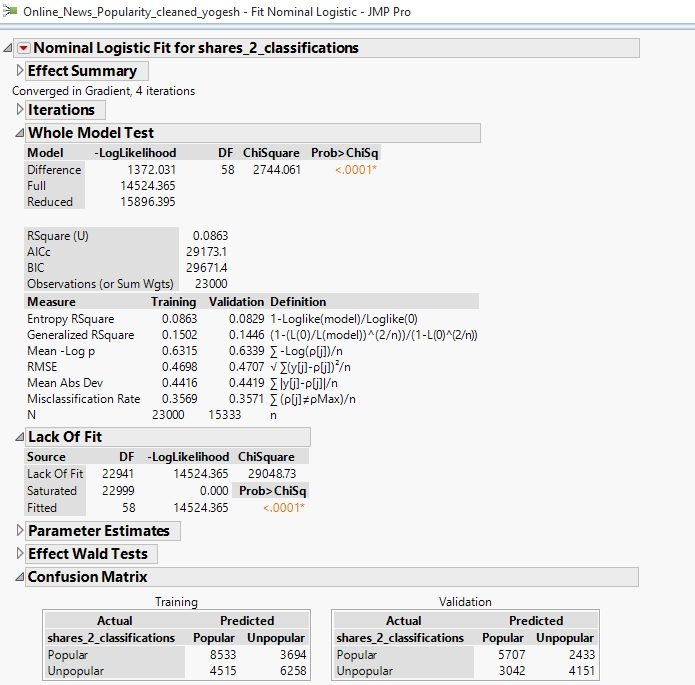 Online_News_Popularity_cleaned_yogesh - Fit Nominal Logistic - JMP Pro
Nominal Logistic Fit for shares_2_classifications
Effect Summary
Converged in Gradient, 4 iterations
Iterations
Whole Model Test
Model -LogLikelihood DF ChiSquare Prob>ChiSq
Difference 1372.031 58 2744.061 <.0001*
Full 14524.365
Reduced 15896.395
RSquare (U) 0.0863
AICc 29173.1
BIC 29671.4
Observations (or Sum Wgts) 23000
Measure Training Validation Definition
Entropy RSquare 0.0863 0.0829 1-Loglike(model)/Loglike(0)
Generalized RSquare 0.1502 0.1446 (1-(L(0)/L(model))^(2/n))/(1-L(0)^(2/n))
Mean -Log p 0.6315 0.6339 ∑ -Log(ρ[j])/n
RMSE 0.4698 0.4707 √ ∑(y[j]-ρ[j])²/n
Mean Abs Dev 0.4416 0.4419 ∑ |y[j]-ρ[j]|/n
Misclassification Rate 0.3569 0.3571 ∑ (ρ[j]≠ρMax)/n
N 23000 15333 n
Lack Of Fit
Source DF -LogLikelihood ChiSquare
Lack Of Fit 22941 14524.365 29048.73
Saturated 22999 0.000 Prob>ChiSq
Fitted 58 14524.365 <.0001*
Parameter Estimates
Effect Wald Tests
Confusion Matrix
Training Validation
Actual Predicted Actual Predicted
shares_2_classifications Popular Unpopular shares_2_classifications Popular Unpopular
Popular 8533 3694 Popular 5707 2433
Unpopular 4515 6258 Unpopular 3042 4151